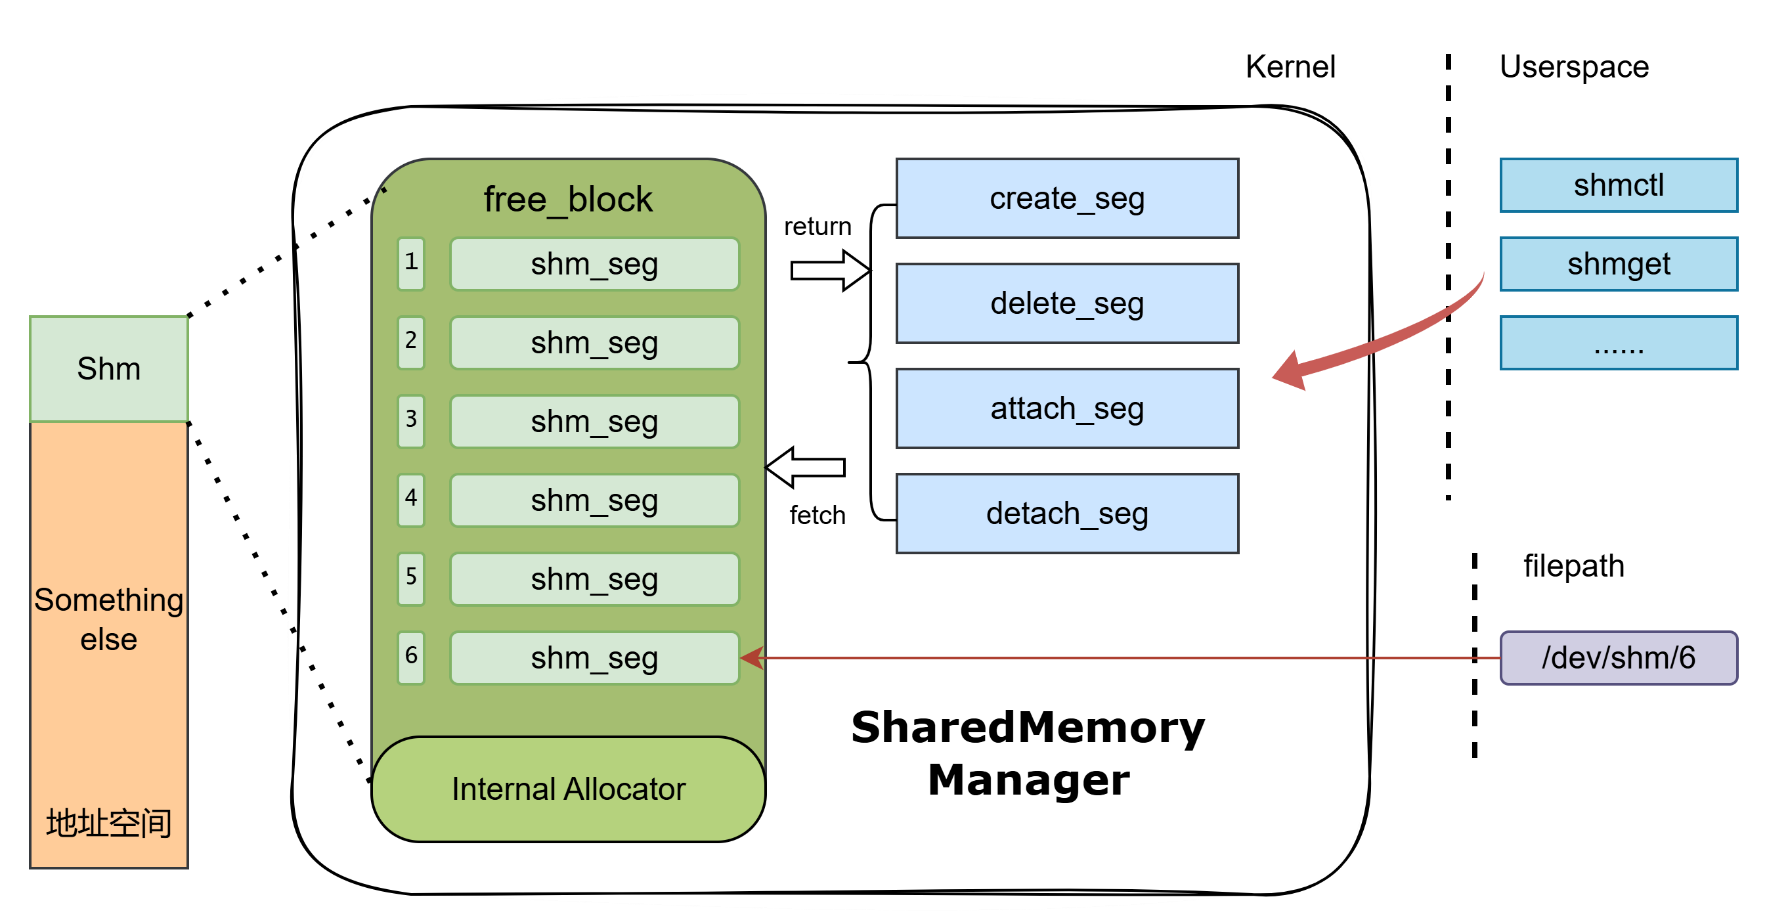 Kernel
Userspace
free_block
1
shm_seg
2
shm_seg
3
shm_seg
4
shm_seg
5
shm_seg
6
shm_seg
Internal Allocator
return
fetch
create_seg
delete_seg
attach_seg
detach_seg
SharedMemory
Manager
shmctl
shmget
......
filepath
/dev/shm/6
Shm
Something
else
地址空间